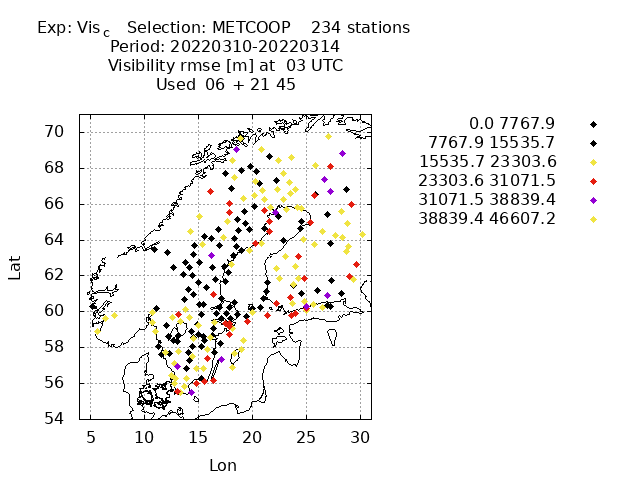 Exp: Vis c Selection: METCOOP 234 stations
Period: 20220310-20220314
Visibility rmse [m] at 03 UTC
Used 06 + 21 45
0.0 7767.9
7767.9 15535.7
15535.7 23303.6
23303.6 31071.5
31071.5 38839.4
38839.4 46607.2
70
68
66
64
62
60
58
56
54
Lat
5 10 15 20 25 30
Lon